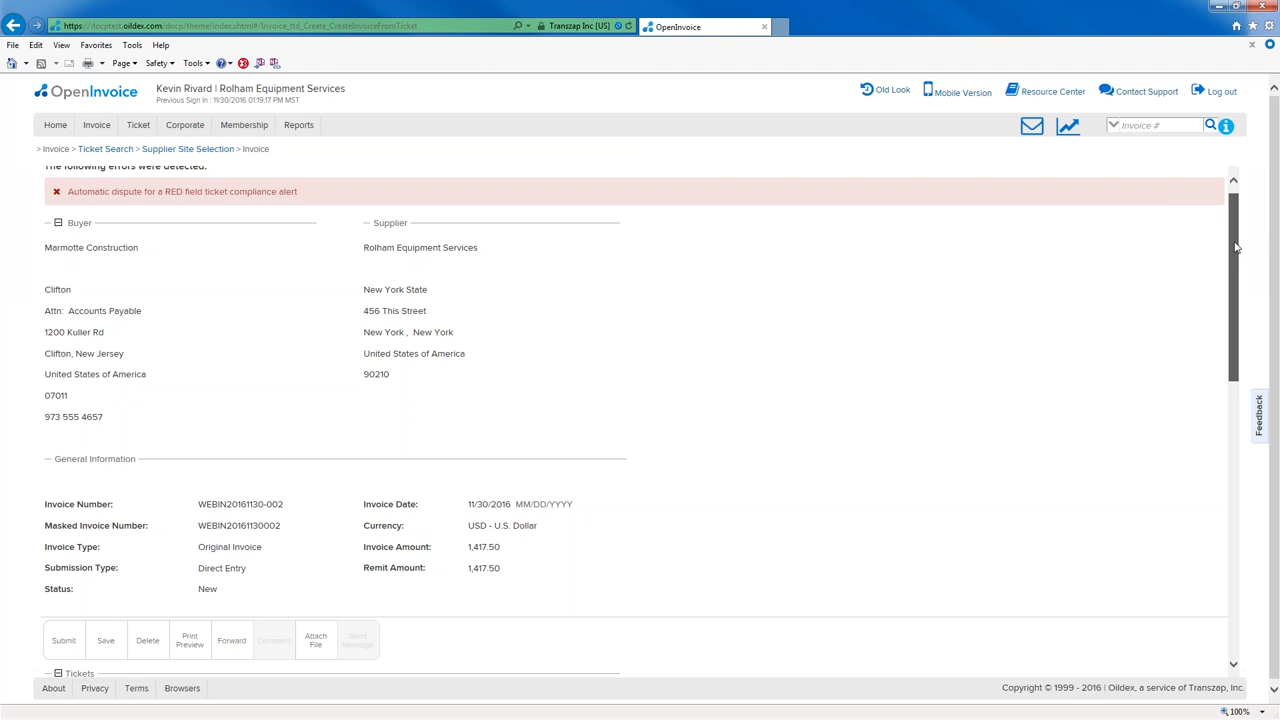 https://docptest.oildex.com/docp/theme/index.xhtml#/Invoice_ttd_Create_CreateInvoiceFromTicket
Transzap Inc [US]
OpenInvoice
File Edit View Favorites Tools Help
Page Safety Tools
OpenInvoice
Kevin Rivard | Rolham Equipment Services
Previous Sign In : 11/30/2016 01:19:17 PM MST
Old Look Mobile Version Resource Center Contact Support Log out
Home Invoice Ticket Corporate Membership Reports
Invoice #
> Invoice > Ticket Search > Supplier Site Selection > Invoice
The following errors were detected:
Automatic dispute for a RED field ticket compliance alert
Buyer Supplier
Marmotte Construction Rolham Equipment Services
Clifton New York State
Attn: Accounts Payable 456 This Street
1200 Kuller Rd New York , New York
Clifton, New Jersey United States of America
United States of America 90210
07011
973 555 4657
General Information
Invoice Number: WEBIN20161130-002 Invoice Date: 11/30/2016 MM/DD/YYYY
Masked Invoice Number: WEBIN20161130002 Currency: USD - U.S. Dollar
Invoice Type: Original Invoice Invoice Amount: 1,417.50
Submission Type: Direct Entry Remit Amount: 1,417.50
Status: New
Submit Save Delete Print Preview Forward Comment Attach File Send Message
Tickets
Feedback
About Privacy Terms Browsers
Copyright © 1999 - 2016 | Oildex, a service of Transzap, Inc.
100%